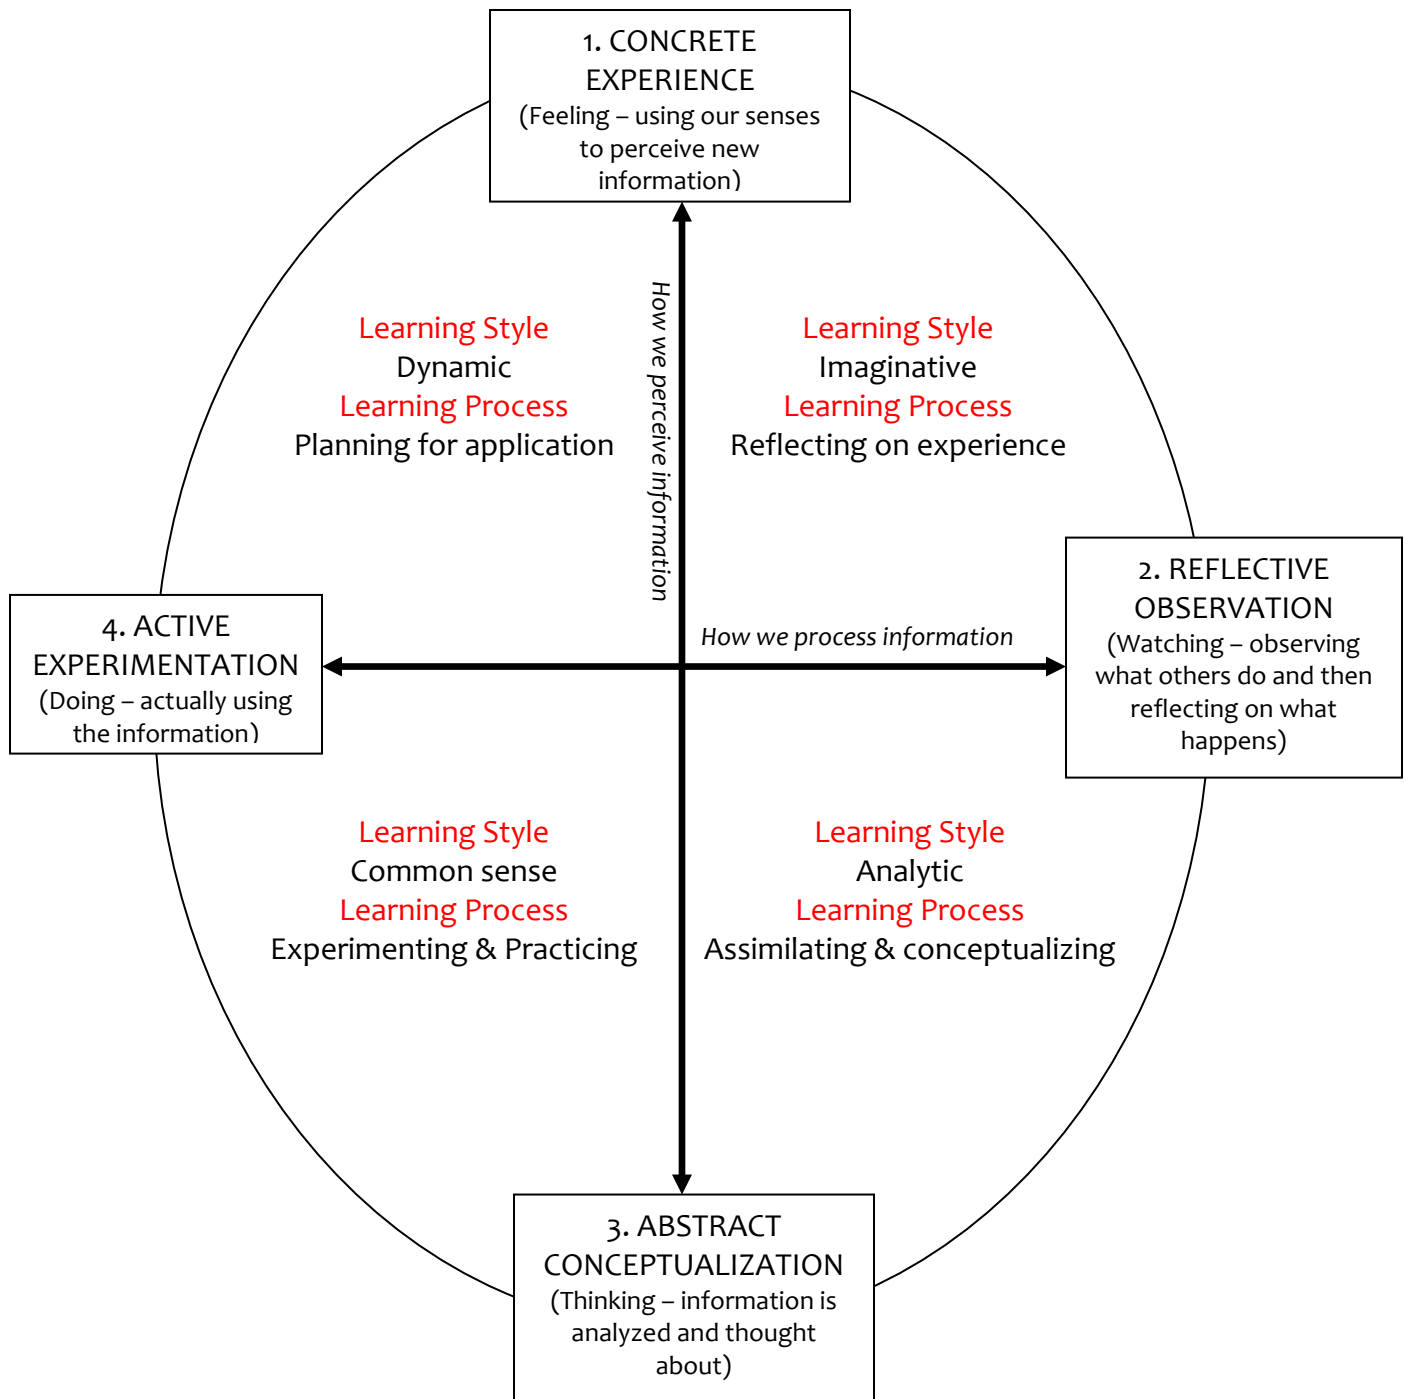 1. CONCRETE
EXPERIENCE
(Feeling – using our senses
to perceive new
information)
How we perceive information
Learning Style
Dynamic
Learning Process
Planning for application
Learning Style
Imaginative
Learning Process
Reflecting on experience
2. REFLECTIVE
OBSERVATION
(Watching – observing
what others do and then
reflecting on what
happens)
4. ACTIVE
EXPERIMENTATION
(Doing – actually using
the information)
How we process information
Learning Style
Common sense
Learning Process
Experimenting & Practicing
Learning Style
Analytic
Learning Process
Assimilating & conceptualizing
3. ABSTRACT
CONCEPTUALIZATION
(Thinking – information is
analyzed and thought
about)